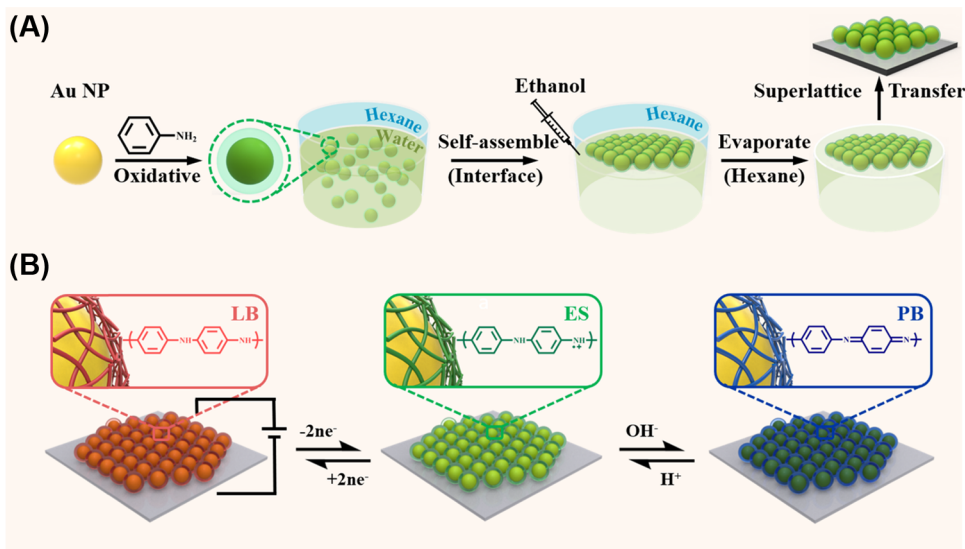 (A)
Au NP
NH₂
Oxidative
Hexane
Water
Self-assemble
(Interface)
Ethanol
Hexane
Evaporate
(Hexane)
Superlattice Transfer
(B)
LB
NH
NH
-2ne⁻
+2ne⁻
ES
NH
NH
·+
OH⁻
H⁺
PB
N
N